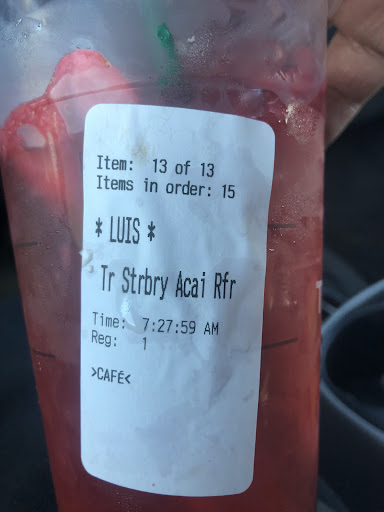 Item: 13 of 13
Items in order: 15
* LUIS *
Tr Strbry Acai Rfr
Time: 7:27:59 AM
Reg: 1
>CAFÉ<